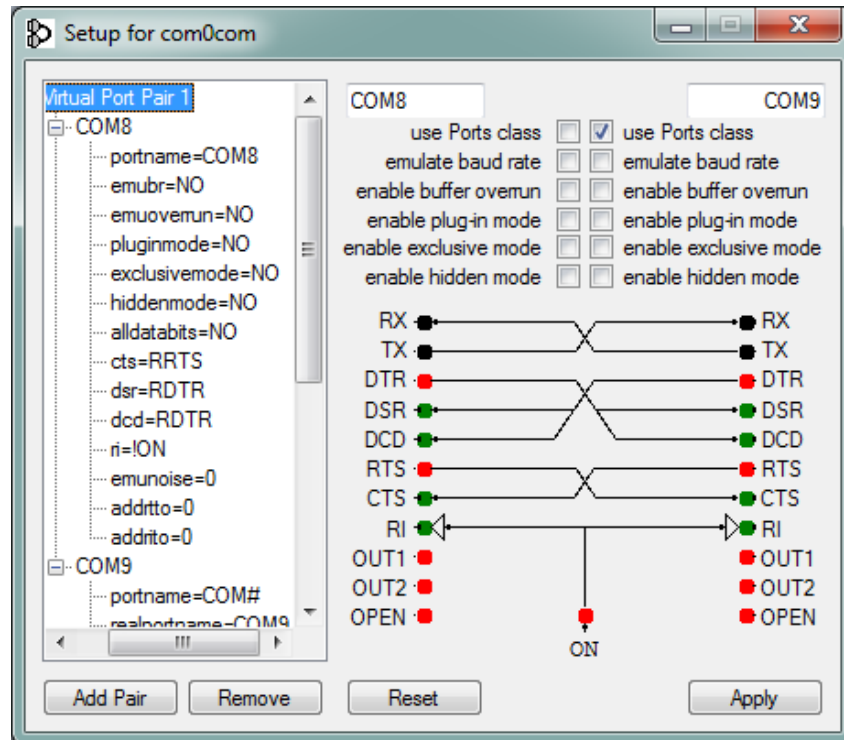 Setup for com0com
Virtual Port Pair 1
COM8
portname=COM8
emubr=NO
emuoverrun=NO
pluginmode=NO
exclusivemode=NO
hiddenmode=NO
alldatabits=NO
cts=RRTS
dsr=RDTR
dcd=RDTR
ri=!ON
emunoise=0
addrtto=0
addrito=0
COM9
portname=COM#
realportname=COM9
COM8 COM9
use Ports class use Ports class
emulate baud rate emulate baud rate
enable buffer overrun enable buffer overrun
enable plug-in mode enable plug-in mode
enable exclusive mode enable exclusive mode
enable hidden mode enable hidden mode
RX RX
TX TX
DTR DTR
DSR DSR
DCD DCD
RTS RTS
CTS CTS
RI RI
OUT1 OUT1
OUT2 OUT2
OPEN OPEN
ON
Add Pair Remove Reset Apply